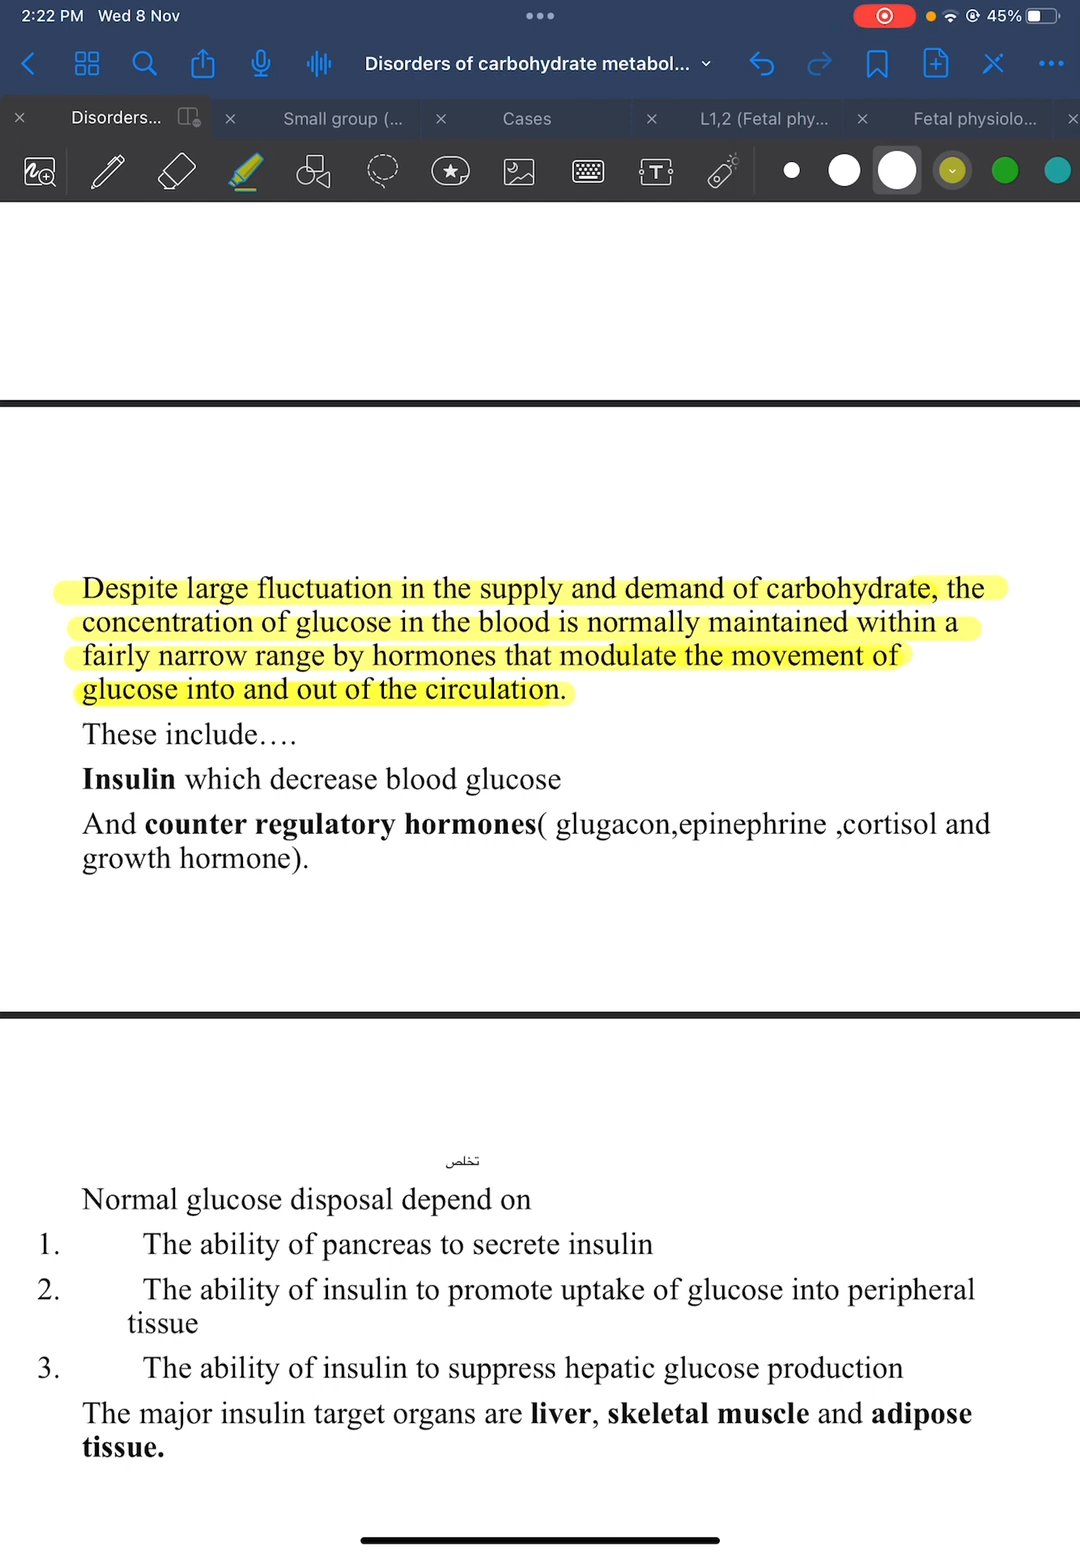 2:22 PM Wed 8 Nov
45%
Disorders of carbohydrate metabol...
Disorders...
Small group (...
Cases
L1,2 (Fetal phy...
Fetal physiolo...
Despite large fluctuation in the supply and demand of carbohydrate, the
concentration of glucose in the blood is normally maintained within a
fairly narrow range by hormones that modulate the movement of
glucose into and out of the circulation.
These include....
Insulin which decrease blood glucose
And counter regulatory hormones( glugacon,epinephrine ,cortisol and
growth hormone).
تخلص
Normal glucose disposal depend on
1. The ability of pancreas to secrete insulin
2. The ability of insulin to promote uptake of glucose into peripheral
tissue
3. The ability of insulin to suppress hepatic glucose production
The major insulin target organs are liver, skeletal muscle and adipose
tissue.